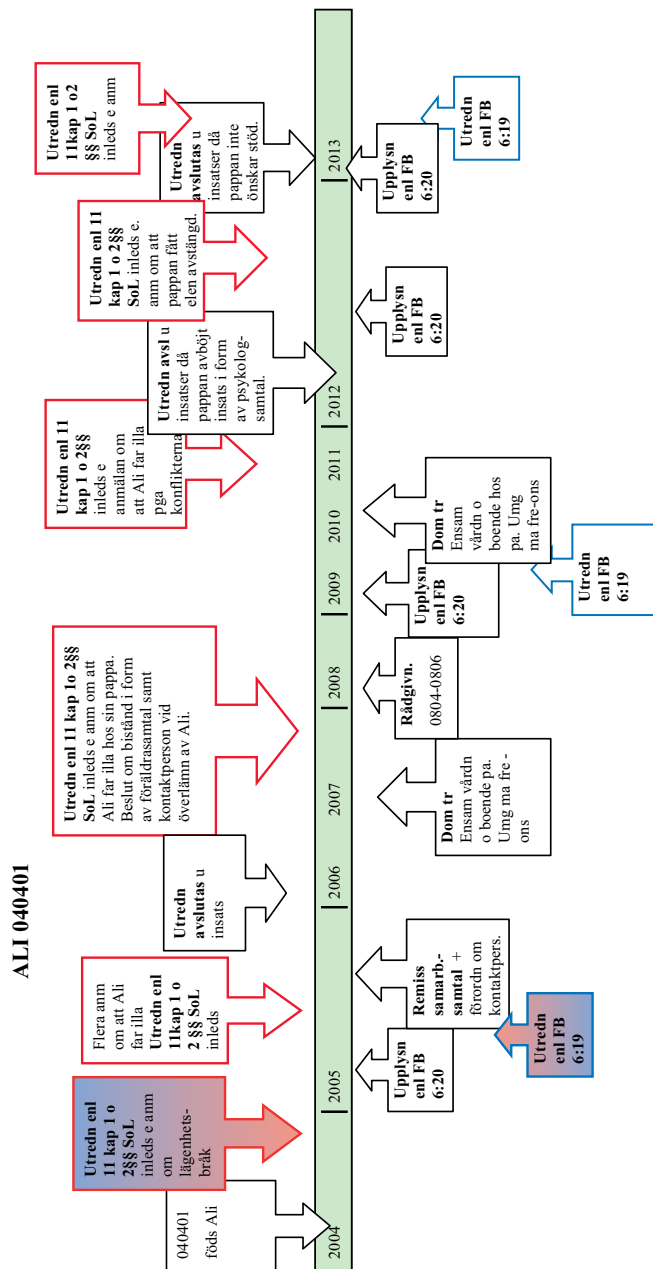 ALI 040401
040401
föds Ali
Utredn enl
11 kap 1 o
2§§ SoL
inleds e anm
om
lägenhets-
bråk
Flera anm
om att Ali
far illa
Utredn enl
11kap 1 o
2 §§ SoL
inleds
Utredn
avslutas u
insats
Utredn enl 11 kap 1o 2§§
SoL inleds e anm om att
Ali far illa hos sin pappa.
Beslut om bistånd i form
av föräldrasamtal samt
kontaktperson vid
överlämn av Ali.
Utredn enl 11
kap 1 o 2§§
inleds e
anmälan om
att Ali far illa
pga
konflikterna
Utredn avsl u
insatser då
pappan avböjt
insats i form
av psykolog-
samtal.
Utredn enl 11
kap 1 o 2§§
SoL inleds e.
anm om att
pappan fått
elen avstängd.
Utredn
avslutas u
insatser då
pappan inte
önskar stöd.
Utredn enl
11kap 1 o2
§§ SoL
inleds e anm
2004
2005
2006
2007
2008
2009
2010
2011
2012
2013
Upplysn
enl FB
6:20
Utredn
enl FB
6:19
Remiss
samarb.-
samtal +
förordn om
kontaktpers.
Dom tr
Ensam vårdn
o boende pa.
Umg ma fre -
ons
Rådgivn.
0804-0806
Upplysn
enl FB
6:20
Utredn
enl FB
6:19
Dom tr
Ensam
vårdn o
boende hos
pa. Umg
ma fre-ons
Upplysn
enl FB
6:20
Upplysn
enl FB
6:20
Utredn
enl FB
6:19